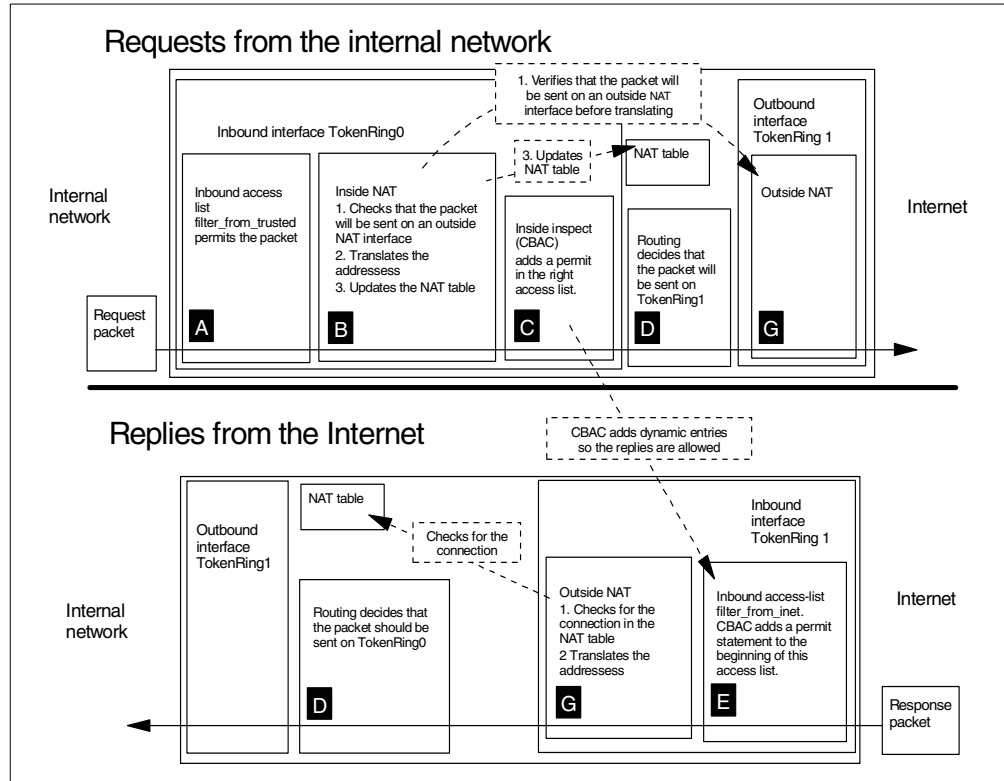 Requests from the internal network
1. Verifies that the packet will
be sent on an outside NAT
interface before translating
Outbound
interface
TokenRing 1
Inbound interface TokenRing0
3. Updates
NAT table
NAT table
Internal
network
Inbound access
list
filter_from_trusted
permits the packet
Inside NAT
1. Checks that the packet
will be sent on an outside
NAT interface
2. Translates the
addressess
3. Updates the NAT table
Inside inspect
(CBAC)
adds a permit
in the right
access list.
Routing
decides that
the packet will
be sent on
TokenRing1
Outside NAT
Internet
Request
packet
A
B
C
D
G
Replies from the Internet
CBAC adds dynamic entries
so the replies are allowed
NAT table
Outbound
interface
TokenRing1
Checks for the
connection
Inbound
interface
TokenRing 1
Internal
network
Routing decides that
the packet should be
sent on TokenRing0
Outside NAT
1. Checks for the
connection in the
NAT table
2 Translates the
addressess
Inbound access-list
filter_from_inet.
CBAC adds a permit
statement to the
beginning of this
access list.
Internet
D
G
E
Response
packet